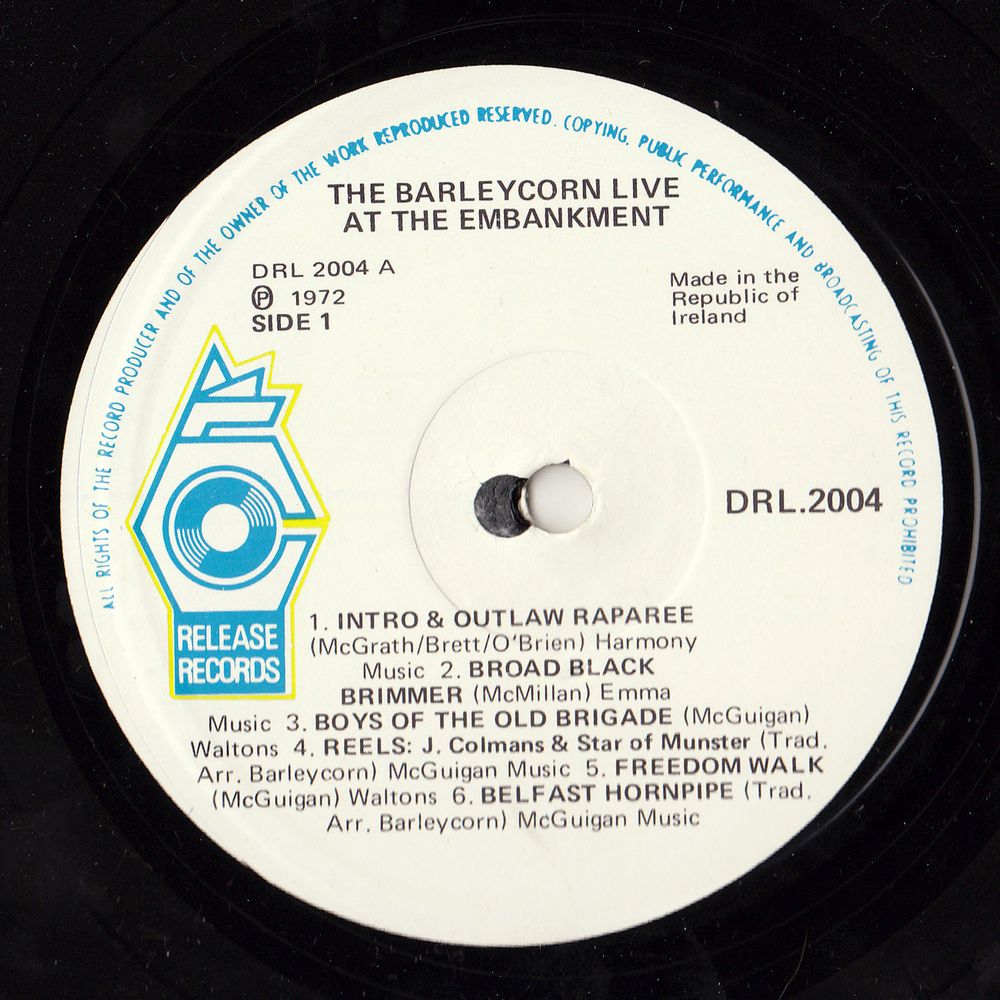 ALL RIGHTS OF THE RECORD PRODUCER AND OF THE OWNER OF THE WORK REPRODUCED RESERVED. COPYING, PUBLIC PERFORMANCE AND BROADCASTING OF THIS RECORD PROHIBITED
THE BARLEYCORN LIVE
AT THE EMBANKMENT
DRL 2004 A
Ⓟ 1972
SIDE 1
Made in the
Republic of
Ireland
DRL.2004
RELEASE
RECORDS
1. INTRO & OUTLAW RAPAREE
(McGrath/Brett/O'Brien) Harmony
Music 2. BROAD BLACK
BRIMMER (McMillan) Emma
Music 3. BOYS OF THE OLD BRIGADE (McGuigan)
Waltons 4. REELS: J. Colmans & Star of Munster (Trad.
Arr. Barleycorn) McGuigan Music 5. FREEDOM WALK
(McGuigan) Waltons 6. BELFAST HORNPIPE (Trad.
Arr. Barleycorn) McGuigan Music